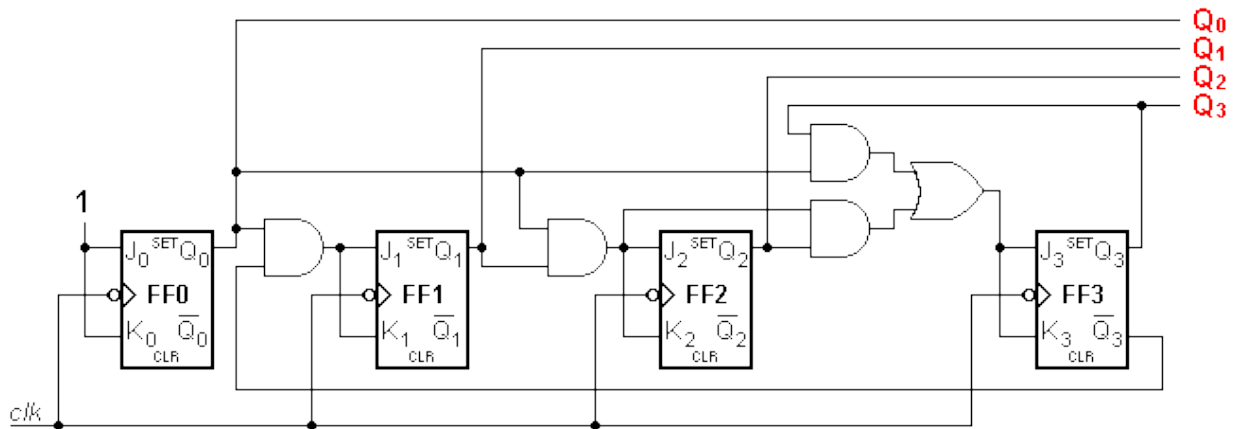 Q₀
Q₁
Q₂
Q₃
1
J₀ SET Q₀
FF0
K₀ Q̅₀
CLR
J₁ SET Q₁
FF1
K₁ Q̅₁
CLR
J₂ SET Q₂
FF2
K₂ Q̅₂
CLR
J₃ SET Q₃
FF3
K₃ Q̅₃
CLR
clk